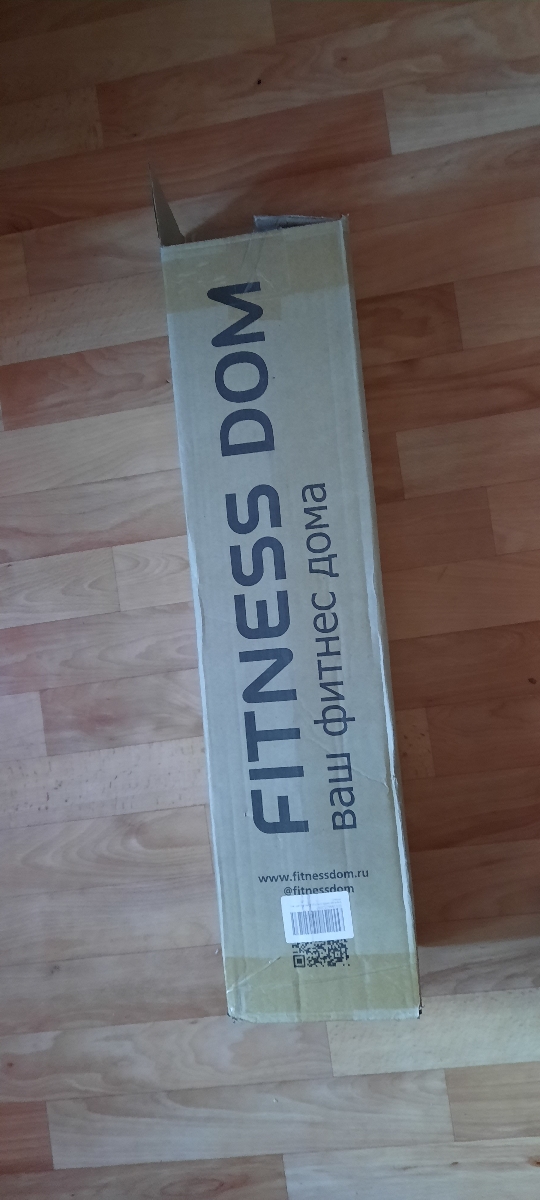 FITNESS DOM
ваш фитнес дома
www.fitnessdom.ru
@fitnessdom